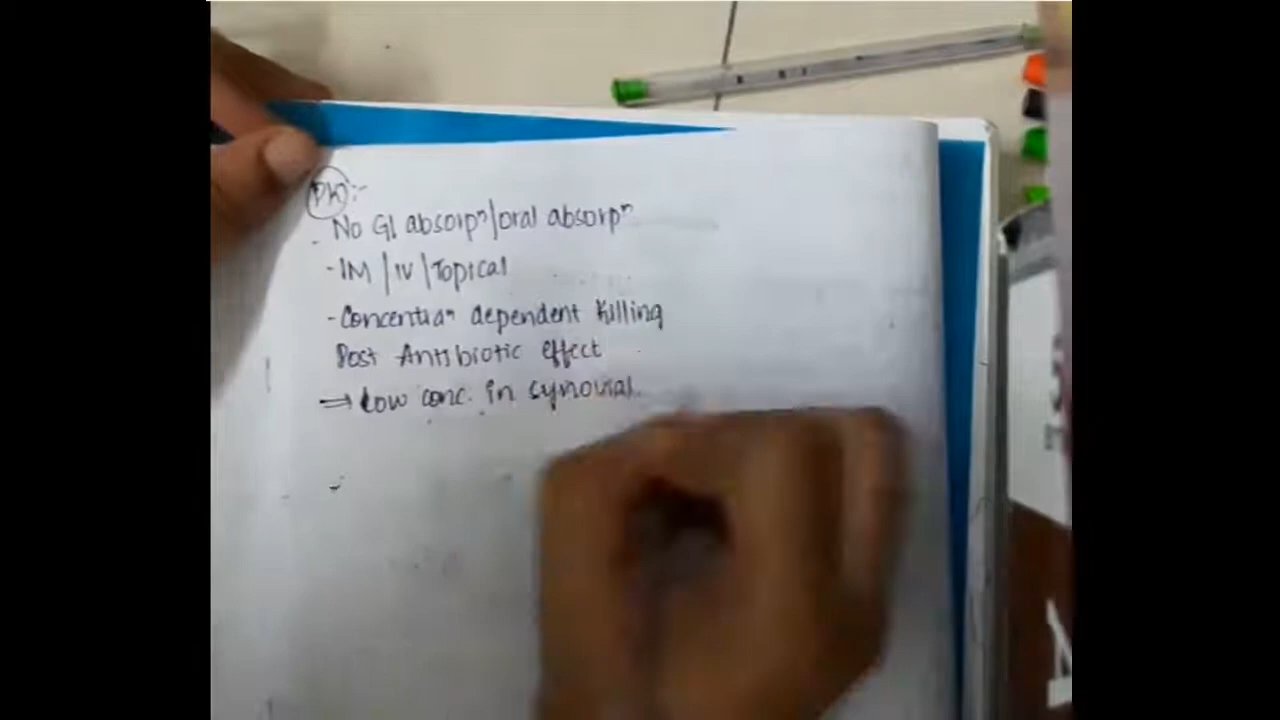 PK:-
- No GI absorpⁿ/oral absorpⁿ
- IM / IV / Topical
- Concentraⁿ dependent killing
Post Antibiotic effect
⇒ Low conc. in synovial